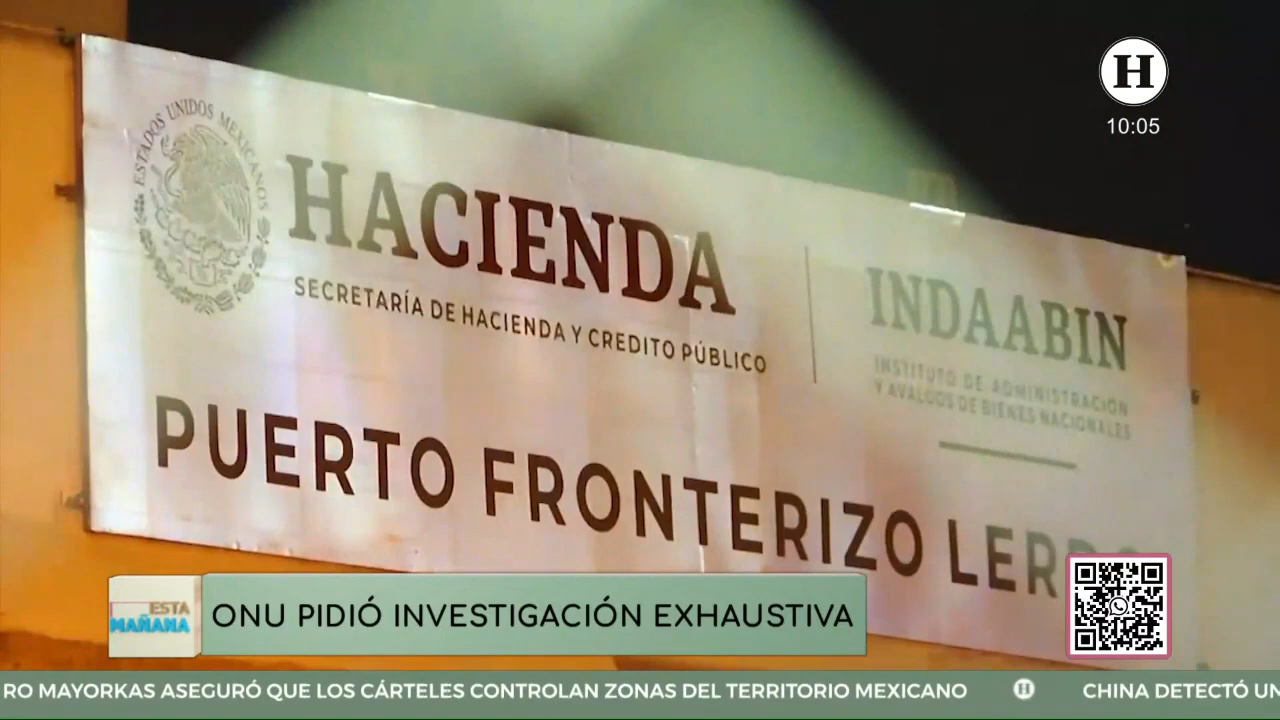 H
10:05
ESTADOS UNIDOS MEXICANOS
HACIENDA
SECRETARÍA DE HACIENDA Y CREDITO PÚBLICO
INDAABIN
INSTITUTO DE ADMINISTRACIÓN
Y AVALÚOS DE BIENES NACIONALES
PUERTO FRONTERIZO
ESTA
MAÑANA
ONU PIDIÓ INVESTIGACIÓN EXHAUSTIVA
RO MAYORKAS ASEGURÓ QUE LOS CÁRTELES CONTROLAN ZONAS DEL TERRITORIO MEXICANO H CHINA DETECTÓ UN